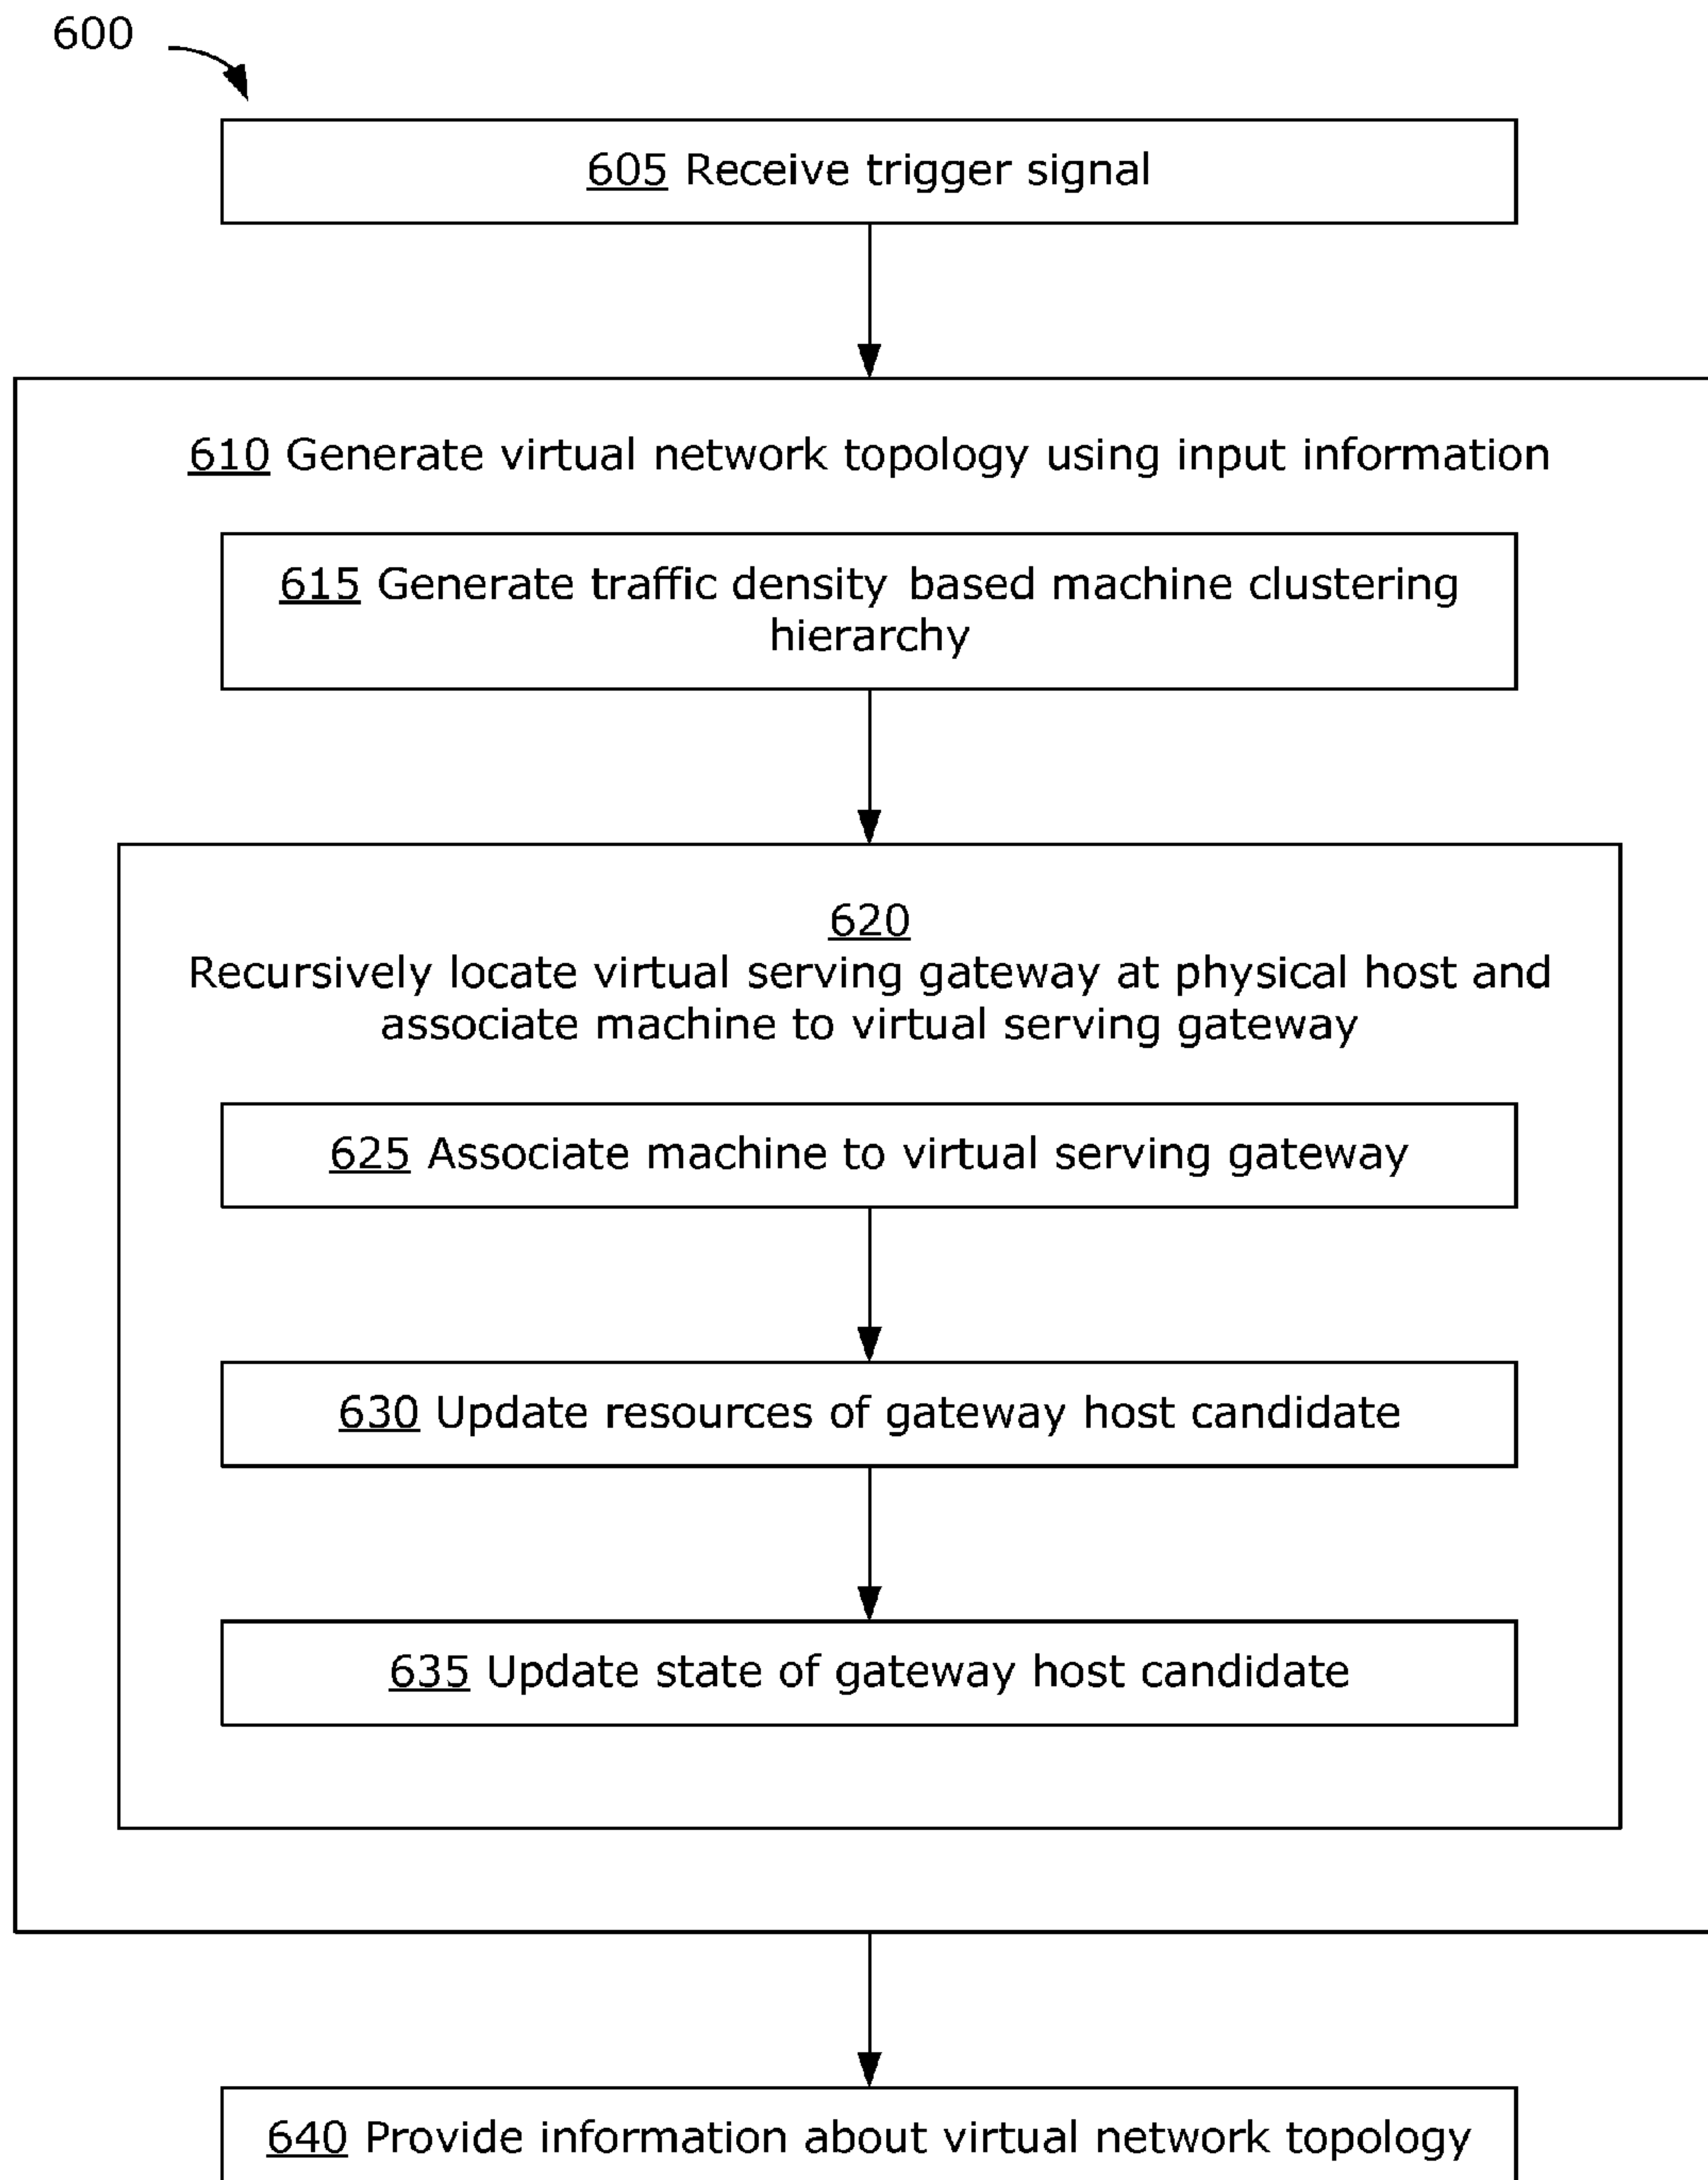 600
605 Receive trigger signal
610 Generate virtual network topology using input information
615 Generate traffic density based machine clustering
hierarchy
620
Recursively locate virtual serving gateway at physical host and
associate machine to virtual serving gateway
625 Associate machine to virtual serving gateway
630 Update resources of gateway host candidate
635 Update state of gateway host candidate
640 Provide information about virtual network topology